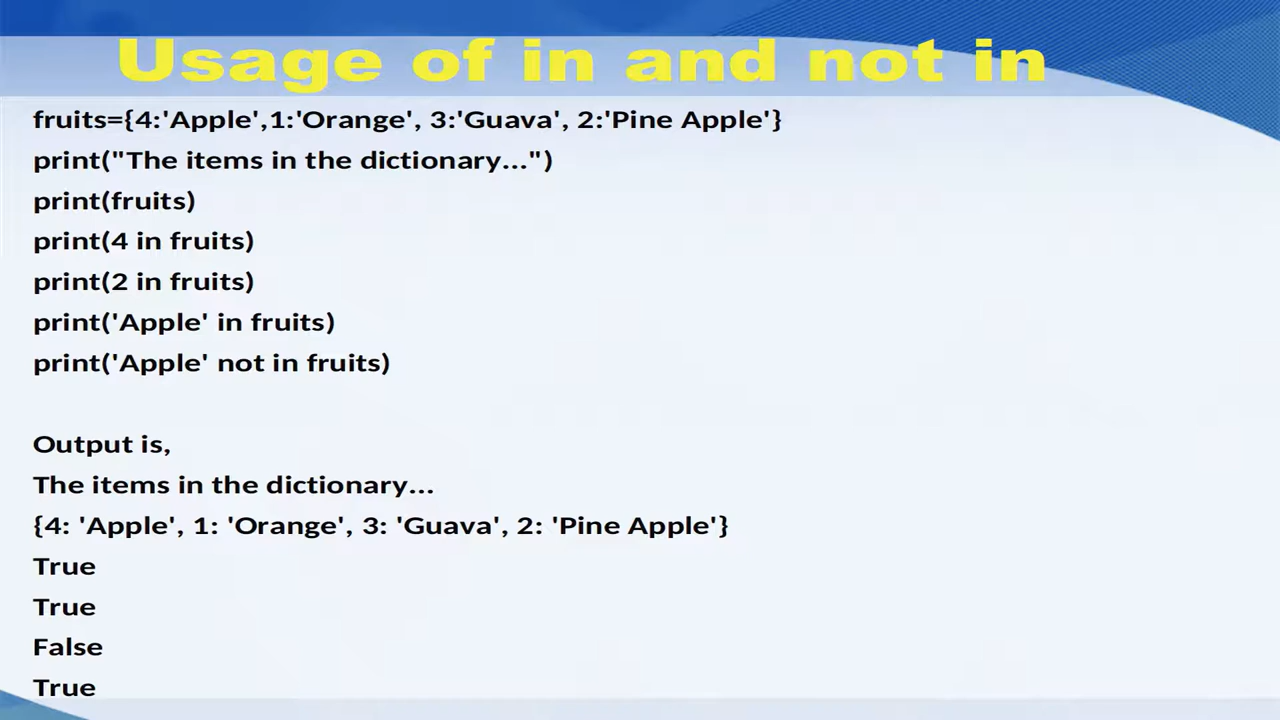 Usage of in and not in
fruits={4:'Apple',1:'Orange', 3:'Guava', 2:'Pine Apple'}
print("The items in the dictionary...")
print(fruits)
print(4 in fruits)
print(2 in fruits)
print('Apple' in fruits)
print('Apple' not in fruits)
Output is,
The items in the dictionary...
{4: 'Apple', 1: 'Orange', 3: 'Guava', 2: 'Pine Apple'}
True
True
False
True